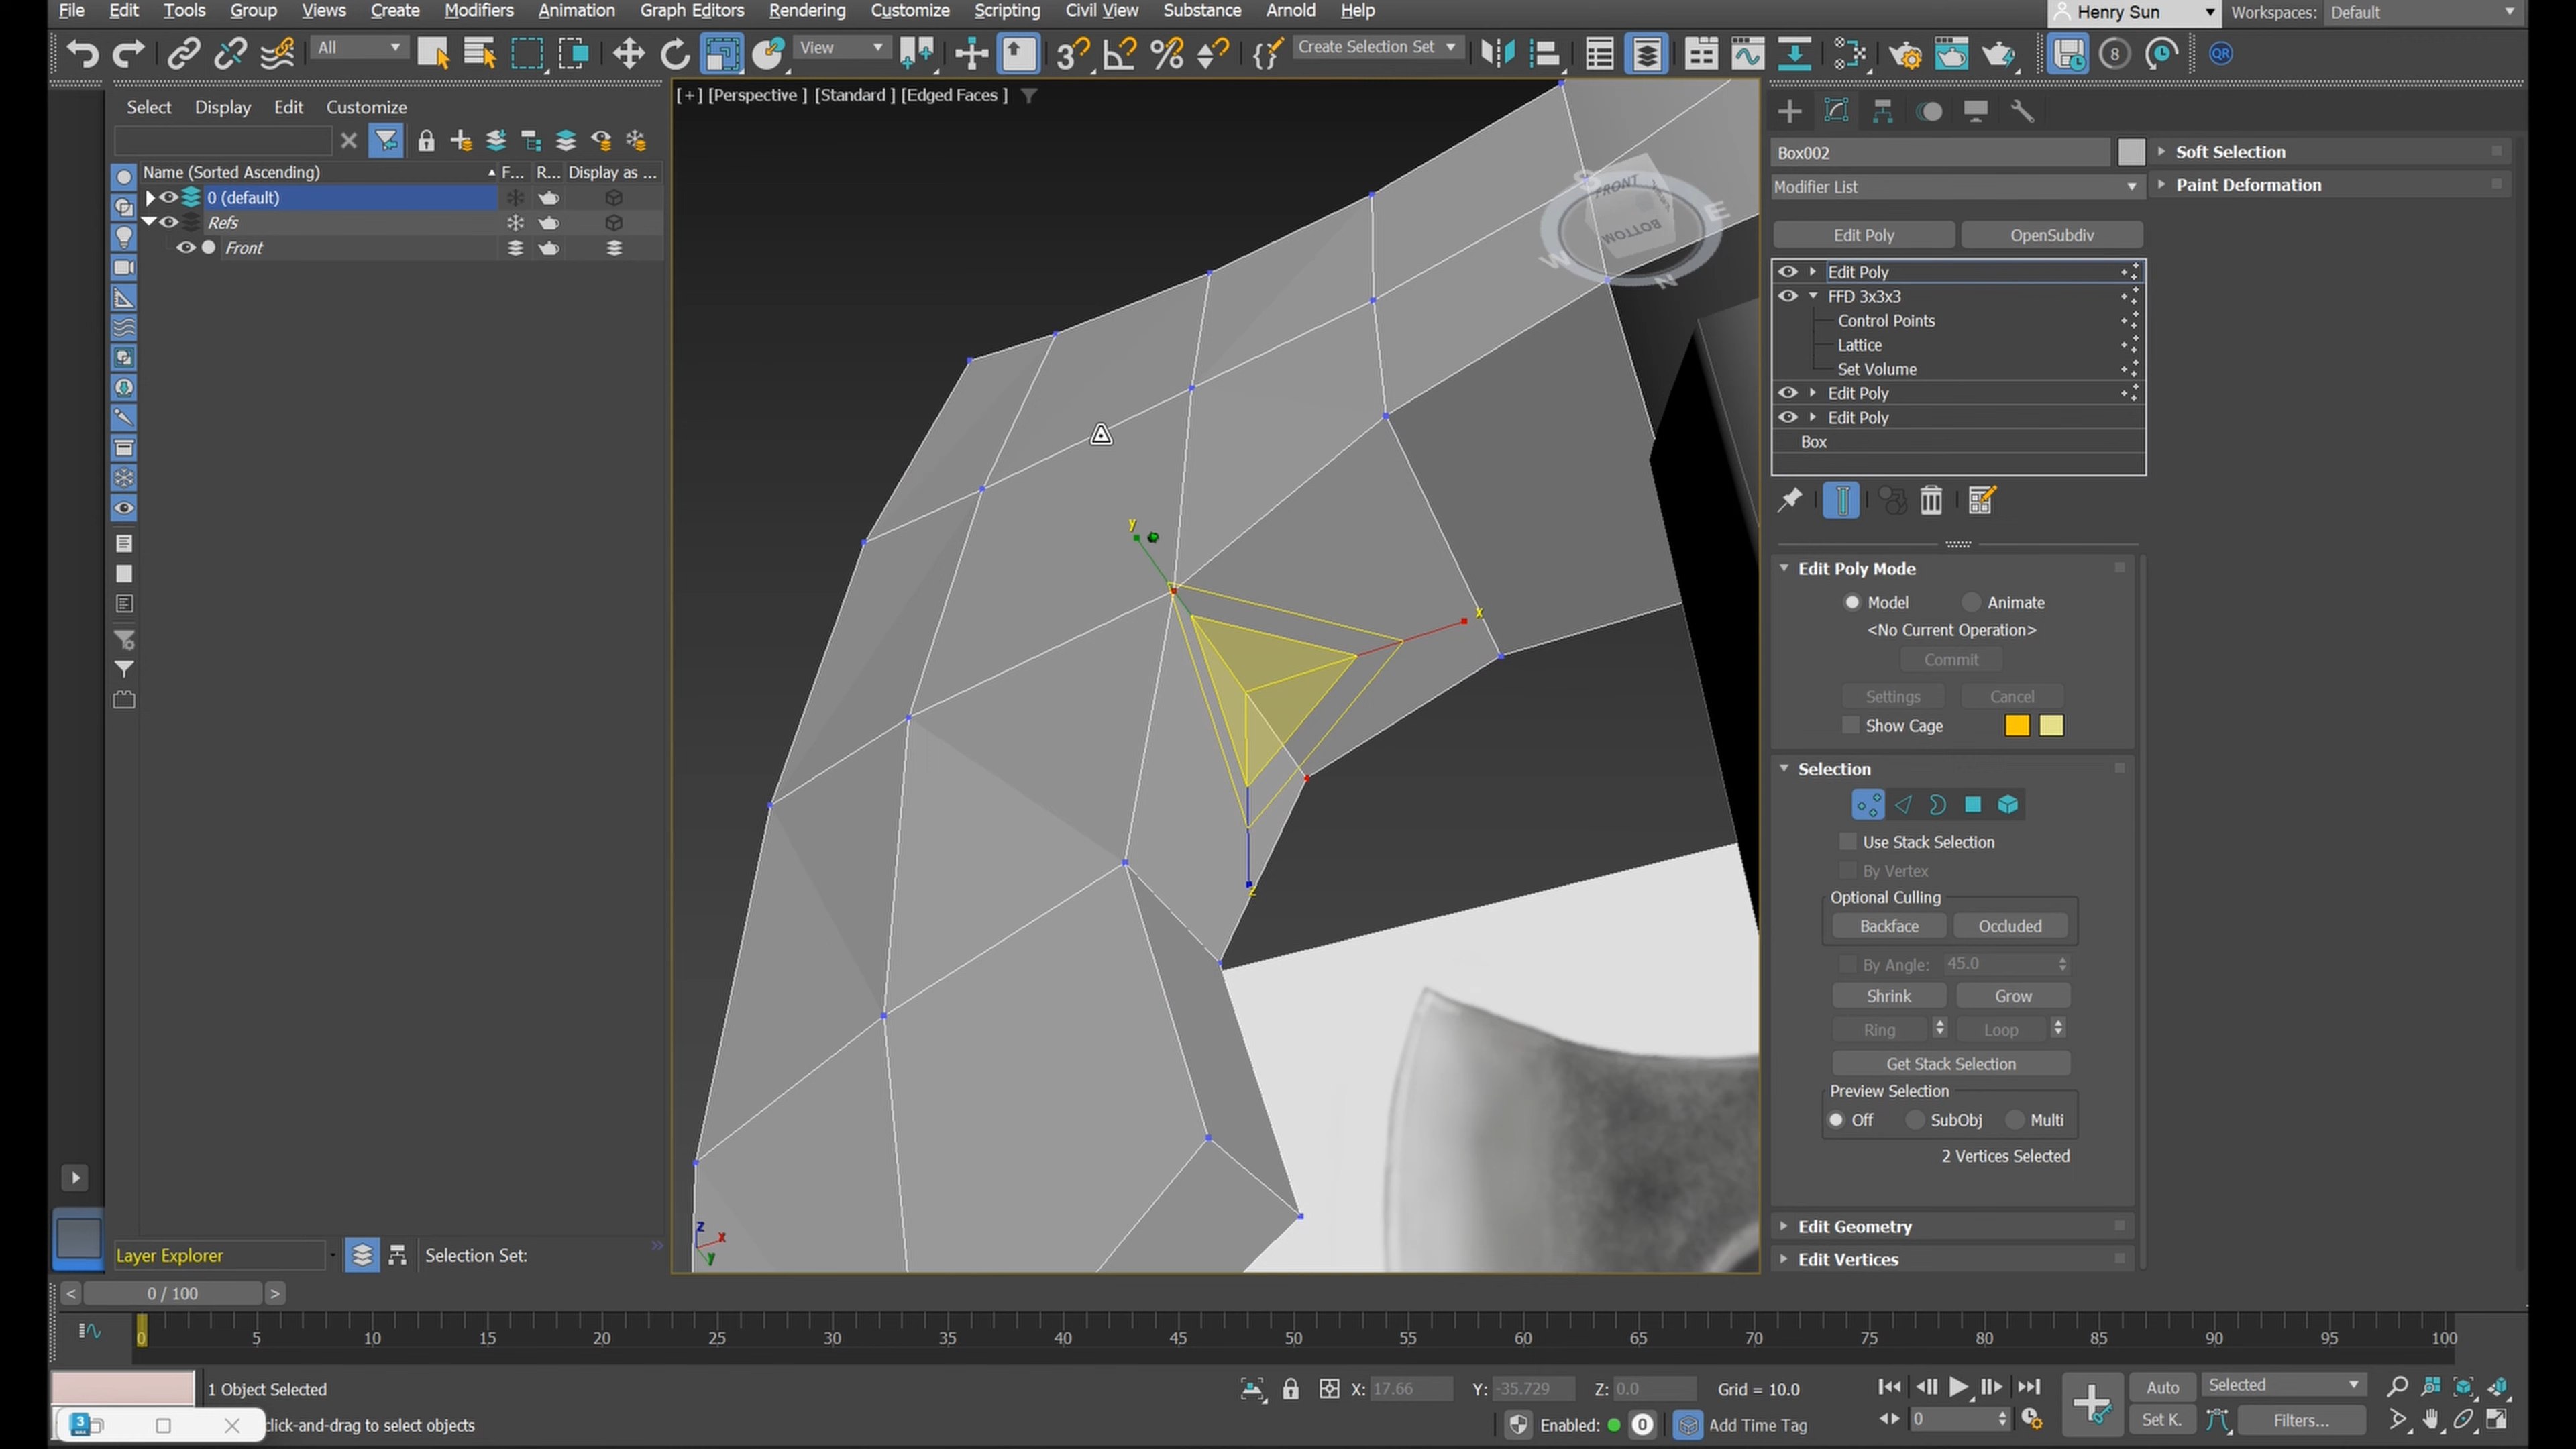 File Edit Tools Group Views Create Modifiers Animation Graph Editors Rendering Customize Scripting Civil View Substance Arnold Help Henry Sun Workspaces: Default
All View Create Selection Set
Select Display Edit Customize
Name (Sorted Ascending) F... R... Display as ...
0 (default)
Refs
Front
Layer Explorer Selection Set:
[+] [Perspective] [Standard] [Edged Faces]
FRONT
BOTTOM
S
E
W
N
y
x
z
z
x
y
Box002
Modifier List
Edit Poly OpenSubdiv
Edit Poly
FFD 3x3x3
Control Points
Lattice
Set Volume
Edit Poly
Edit Poly
Box
Soft Selection
Paint Deformation
Edit Poly Mode
Model Animate
<No Current Operation>
Commit
Settings Cancel
Show Cage
Selection
Use Stack Selection
By Vertex
Optional Culling
Backface Occluded
By Angle: 45.0
Shrink Grow
Ring Loop
Get Stack Selection
Preview Selection
Off SubObj Multi
2 Vertices Selected
Edit Geometry
Edit Vertices
< 0 / 100 >
0 5 10 15 20 25 30 35 40 45 50 55 60 65 70 75 80 85 90 95 100
1 Object Selected
click-and-drag to select objects
X: 17.66 Y: -35.729 Z: 0.0 Grid = 10.0
Enabled: 0 Add Time Tag
Auto Selected
0 Set K. Filters...